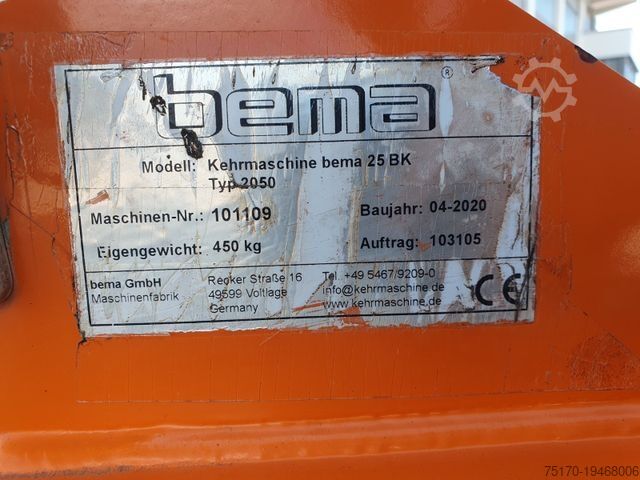 bema ®
Modell: Kehrmaschine bema 25 BK
Typ 2050
Maschinen-Nr.: 101109 Baujahr: 04-2020
Eigengewicht: 450 kg Auftrag: 103105
bema GmbH Recker Straße 16 Tel. +49 5467/9209-0
Maschinenfabrik 49599 Voltlage info@kehrmaschine.de
Germany www.kehrmaschine.de
CE
75170-19468006